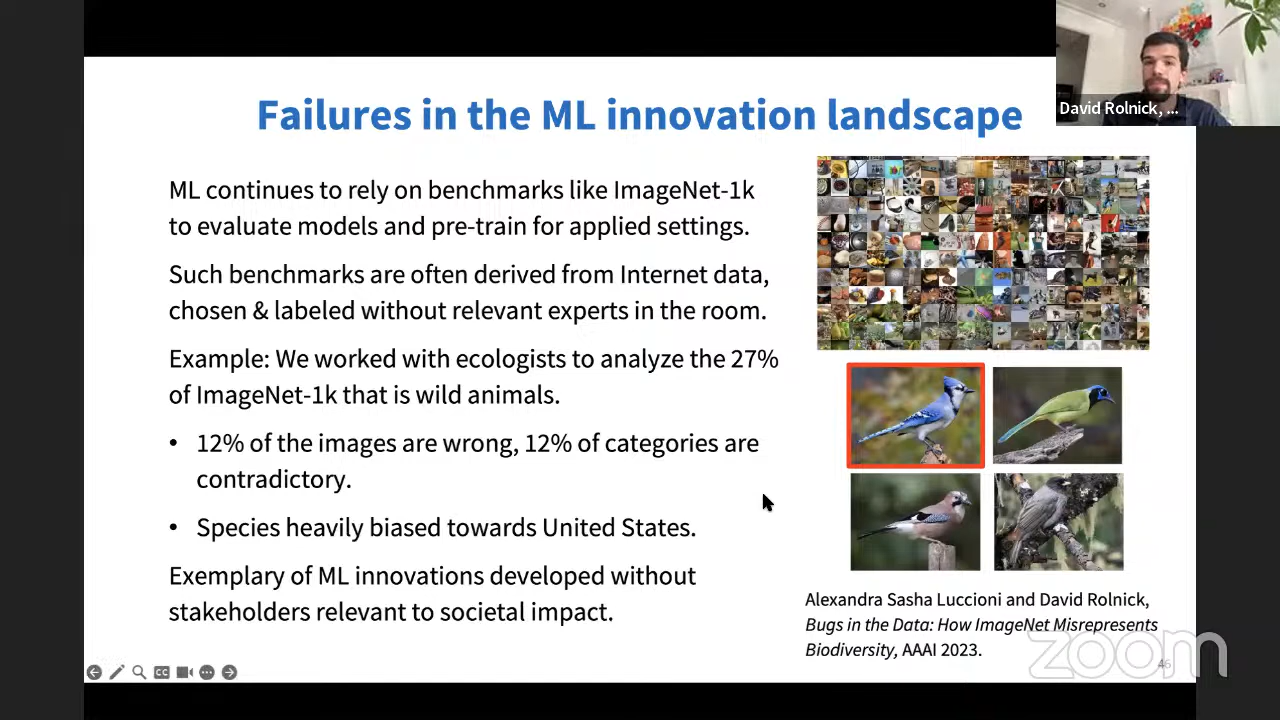 David Rolnick, ...
Failures in the ML innovation landscape
ML continues to rely on benchmarks like ImageNet-1k
to evaluate models and pre-train for applied settings.
Such benchmarks are often derived from Internet data,
chosen & labeled without relevant experts in the room.
Example: We worked with ecologists to analyze the 27%
of ImageNet-1k that is wild animals.
• 12% of the images are wrong, 12% of categories are
contradictory.
• Species heavily biased towards United States.
Exemplary of ML innovations developed without
stakeholders relevant to societal impact.
Alexandra Sasha Luccioni and David Rolnick,
Bugs in the Data: How ImageNet Misrepresents
Biodiversity, AAAI 2023.
46
zoom
CC